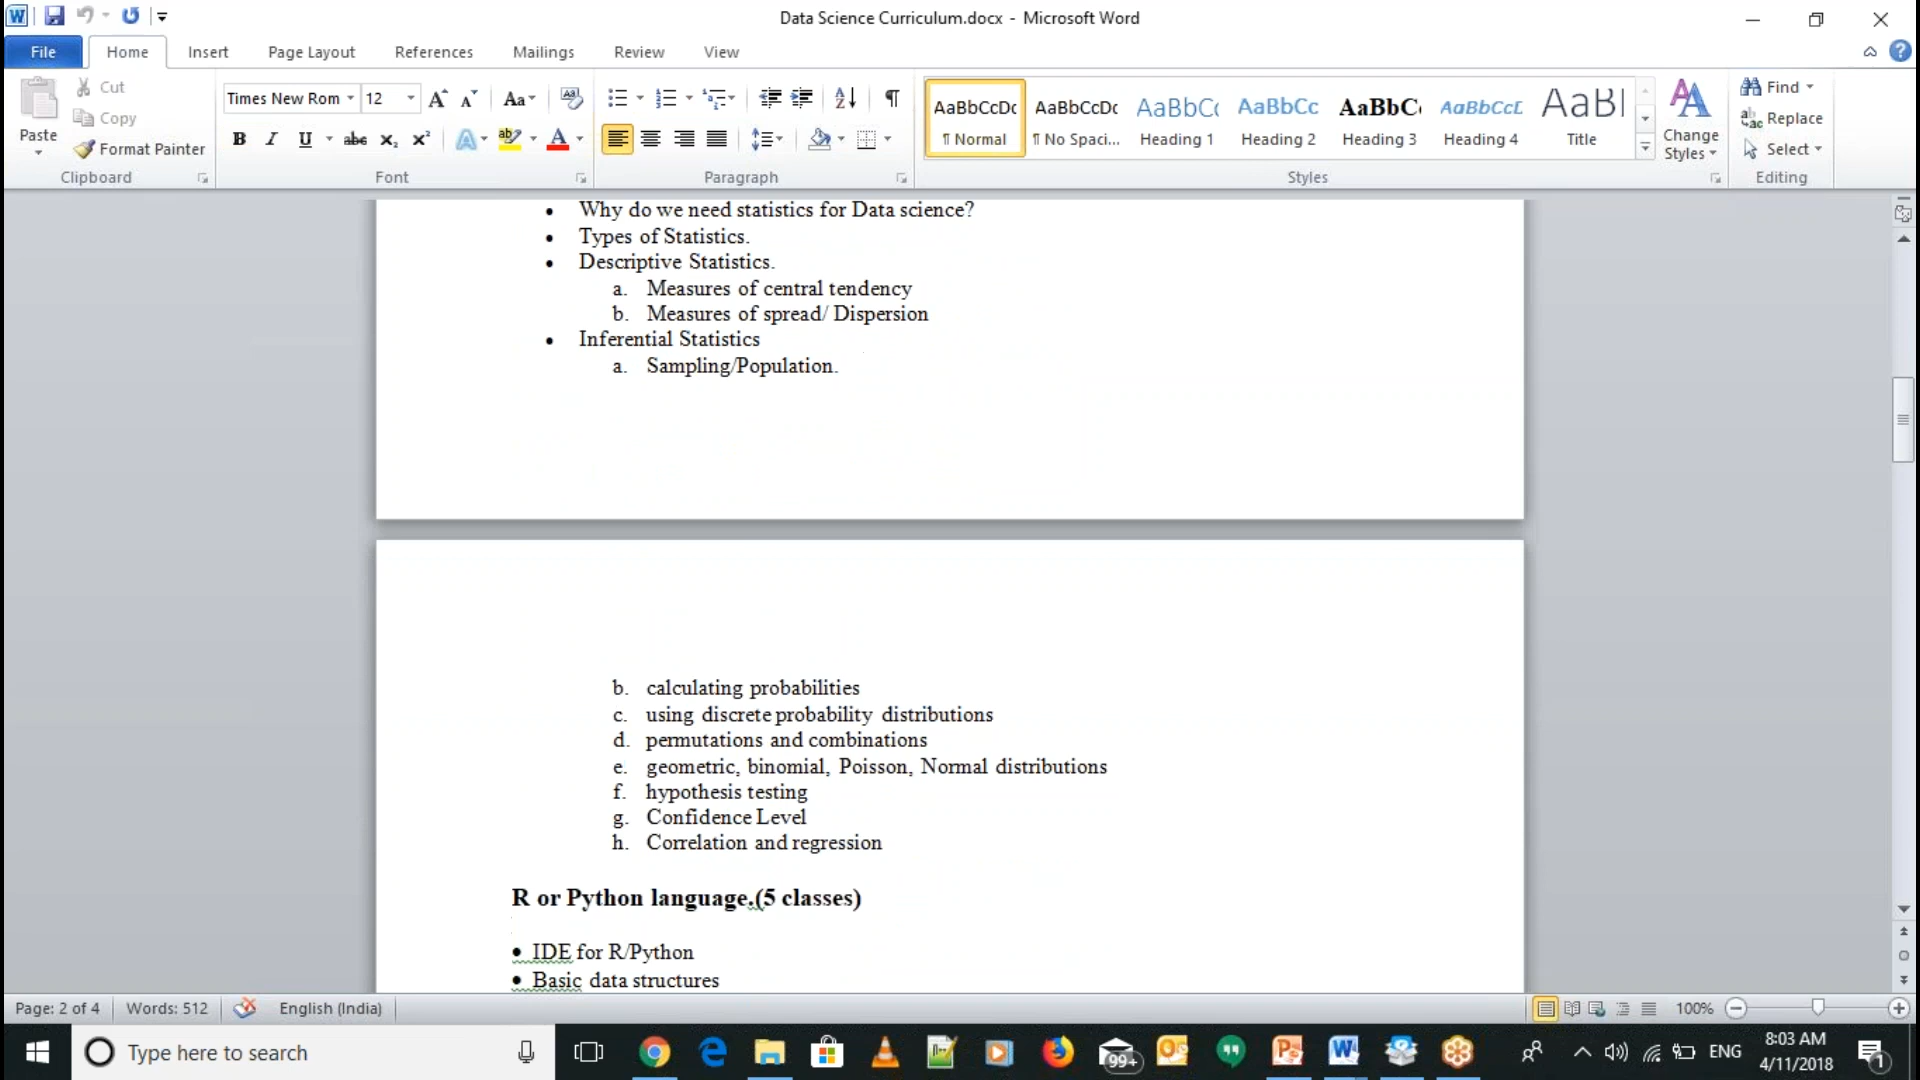 Data Science Curriculum.docx - Microsoft Word
File Home Insert Page Layout References Mailings Review View
Paste
Cut
Copy
Format Painter
Clipboard
Times New Rom 12
Font
Paragraph
AaBbCcDc AaBbCcDc AaBbC AaBbCc AaBbC AaBbCcD AaB
¶ Normal ¶ No Spaci... Heading 1 Heading 2 Heading 3 Heading 4 Title
Styles
Change Styles
Find
Replace
Select
Editing
• Why do we need statistics for Data science?
• Types of Statistics.
• Descriptive Statistics.
a. Measures of central tendency
b. Measures of spread/ Dispersion
• Inferential Statistics
a. Sampling/Population.
b. calculating probabilities
c. using discrete probability distributions
d. permutations and combinations
e. geometric, binomial, Poisson, Normal distributions
f. hypothesis testing
g. Confidence Level
h. Correlation and regression
R or Python language.(5 classes)
• IDE for R/Python
• Basic data structures
Page: 2 of 4 Words: 512 English (India) 100%
Type here to search 99+ ENG 8:03 AM
4/11/2018 1